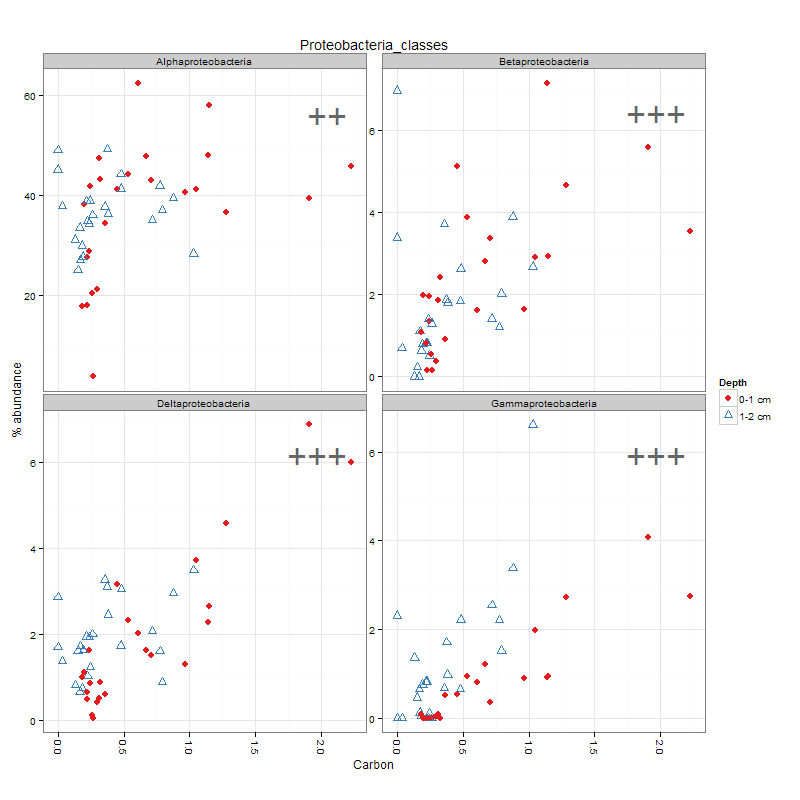 Proteobacteria_classes
Alphaproteobacteria
Betaproteobacteria
60
40
20
++
6
4
2
0
+++
% abundance
Deltaproteobacteria
Gammaproteobacteria
6
4
2
0
+++
6
4
2
0
+++
0.0
0.5
1.0
1.5
2.0
0.0
0.5
1.0
1.5
2.0
Carbon
Depth
0-1 cm
1-2 cm